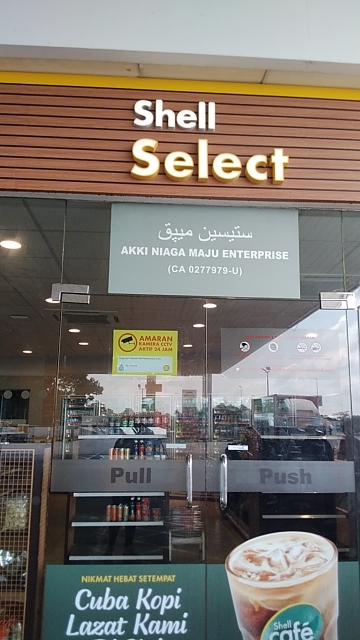 Shell
Select
ستيسين ميڤق
AKKI NIAGA MAJU ENTERPRISE
(CA 0277979-U)
AMARAN
KAMERA CCTV
AKTIF 24 JAM
Pull
Push
NIKMAT HEBAT SETEMPAT
Cuba Kopi
Lazat Kami
Shell
café